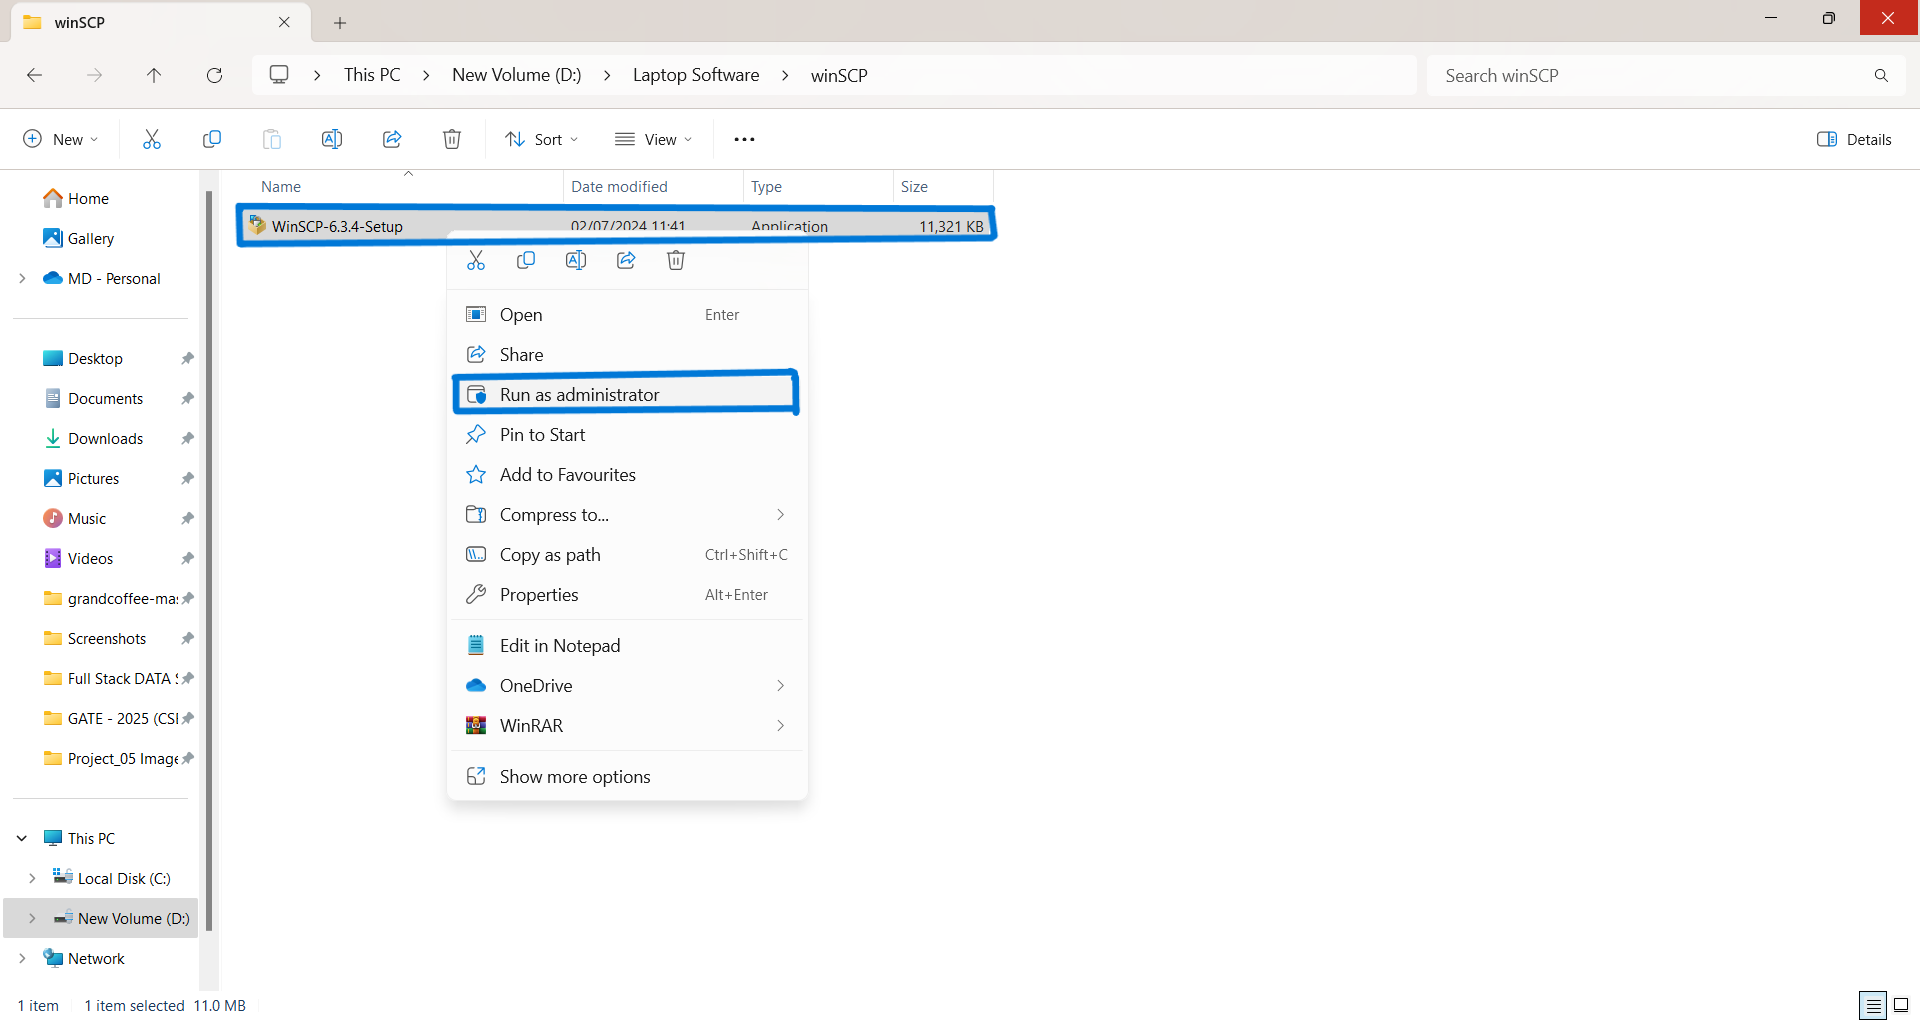 winSCP
This PC
New Volume (D:)
Laptop Software
winSCP
Search winSCP
New
Sort
View
Details
Home
Gallery
MD - Personal
Desktop
Documents
Downloads
Pictures
Music
Videos
grandcoffee-mas
Screenshots
Full Stack DATA S
GATE - 2025 (CSE
Project_05 Image
This PC
Local Disk (C:)
New Volume (D:)
Network
Name Date modified Type Size
WinSCP-6.3.4-Setup 02/07/2024 11:41 Application 11,321 KB
Open Enter
Share
Run as administrator
Pin to Start
Add to Favourites
Compress to...
Copy as path Ctrl+Shift+C
Properties Alt+Enter
Edit in Notepad
OneDrive
WinRAR
Show more options
1 item 1 item selected 11.0 MB